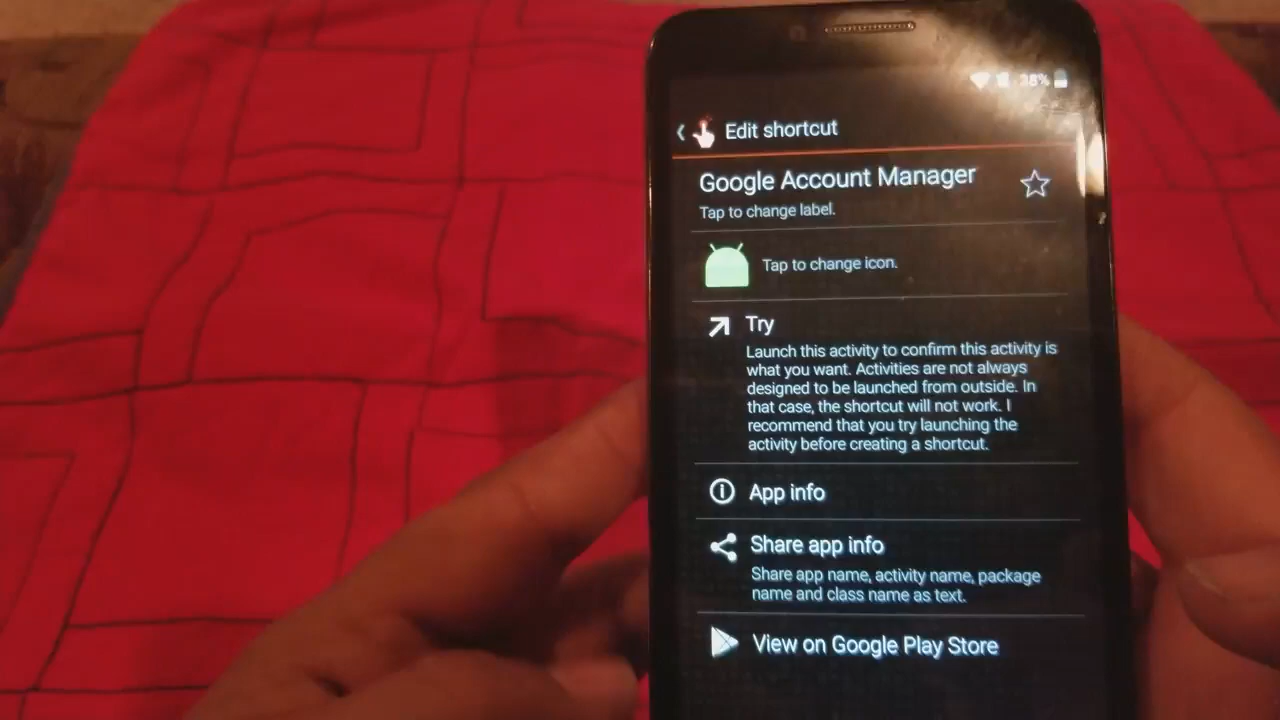 28%
Edit shortcut
Google Account Manager
Tap to change label.
Tap to change icon.
Try
Launch this activity to confirm this activity is
what you want. Activities are not always
designed to be launched from outside. In
that case, the shortcut will not work. I
recommend that you try launching the
activity before creating a shortcut.
App info
Share app info
Share app name, activity name, package
name and class name as text.
View on Google Play Store